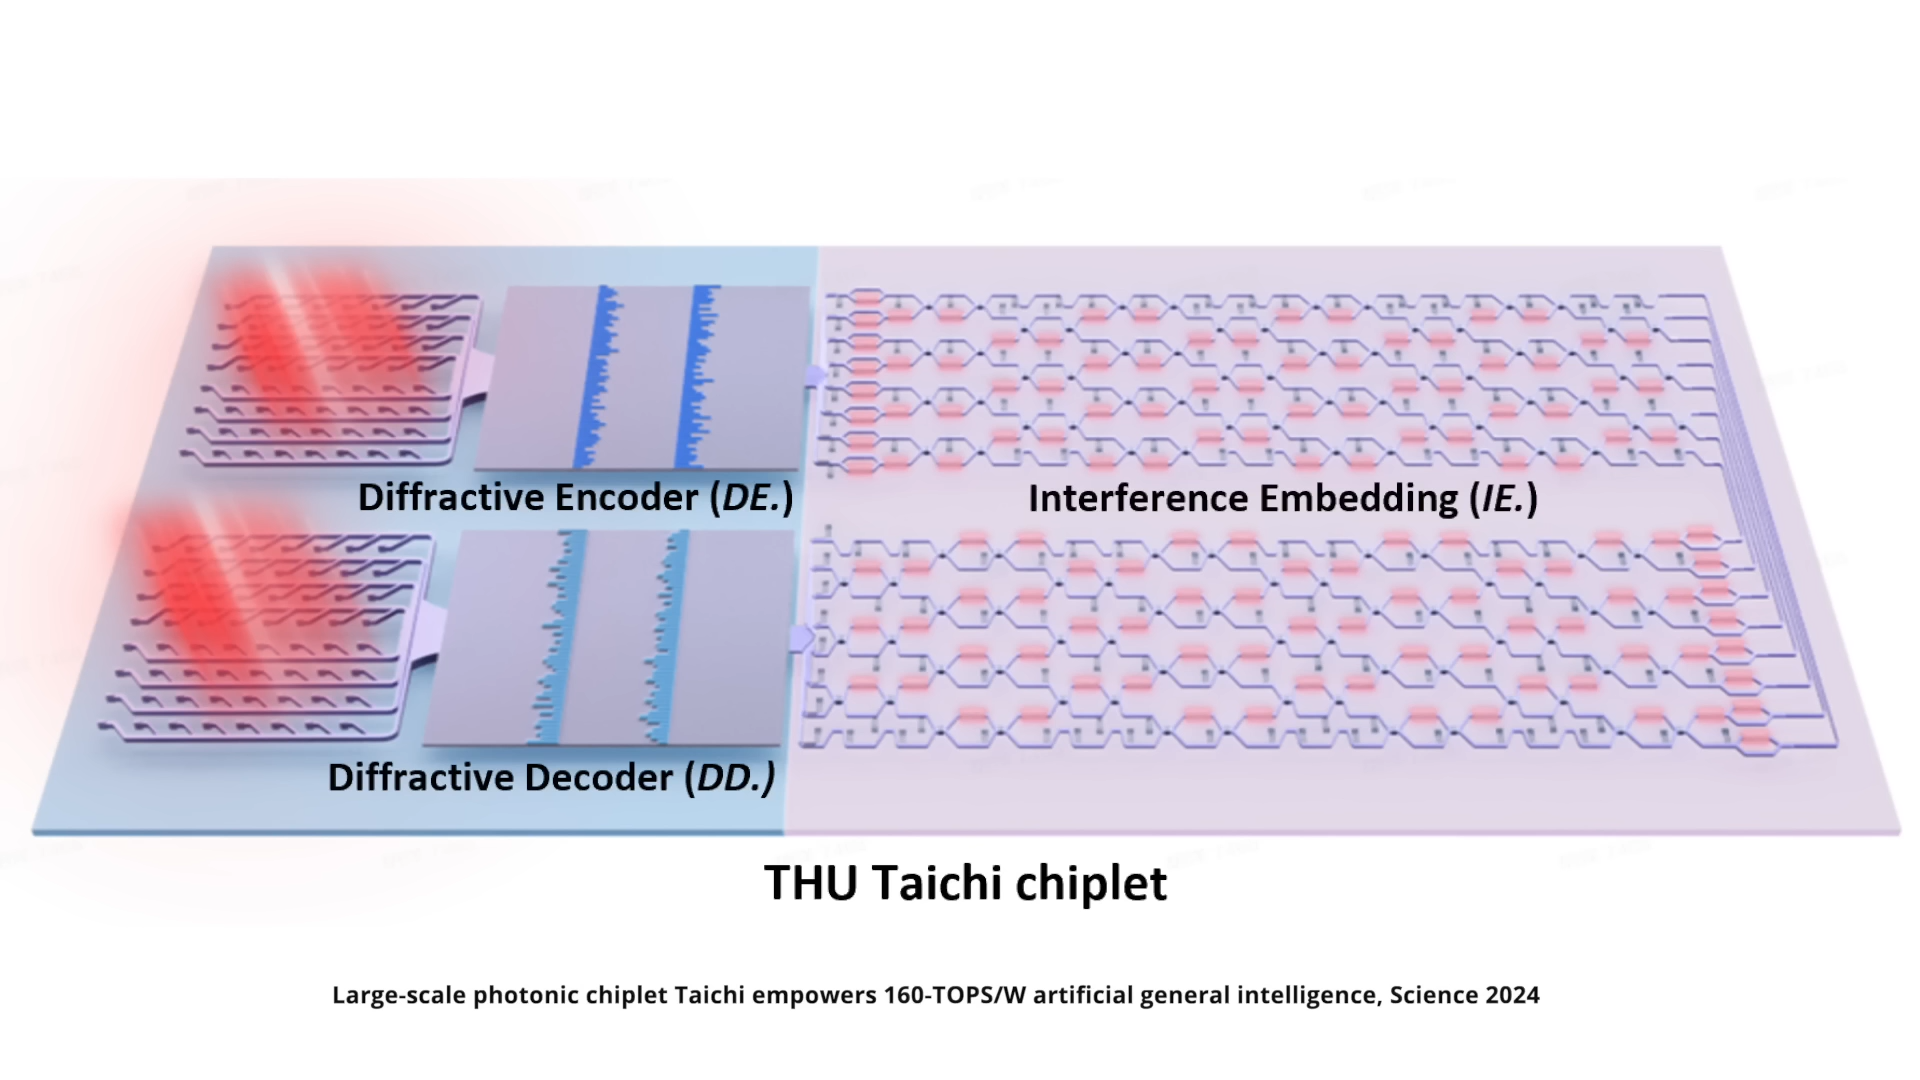 Diffractive Encoder (DE.)
Interference Embedding (IE.)
Diffractive Decoder (DD.)
THU Taichi chiplet
Large-scale photonic chiplet Taichi empowers 160-TOPS/W artificial general intelligence, Science 2024